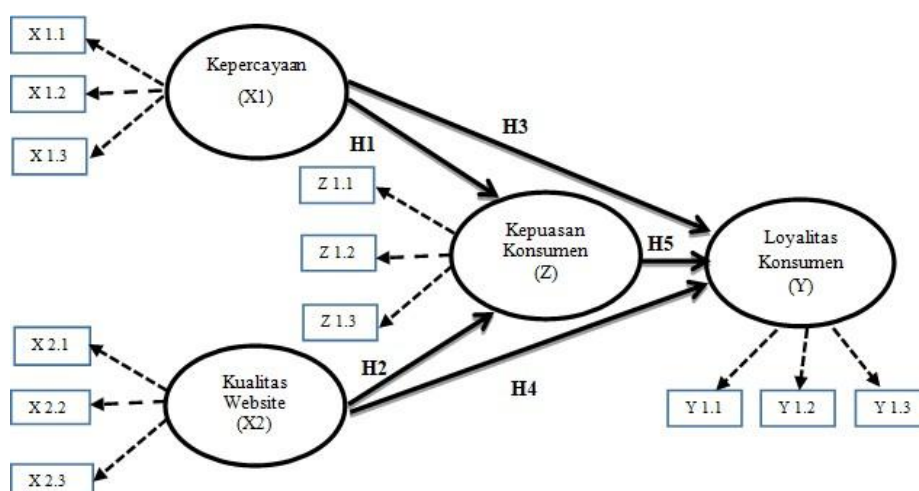 X 1.1
X 1.2
X 1.3
Kepercayaan
(X1)
H3
H1
Z 1.1
Z 1.2
Z 1.3
Kepuasan
Konsumen
(Z)
H5
Loyalitas
Konsumen
(Y)
X 2.1
X 2.2
X 2.3
Kualitas
Website
(X2)
H2
H4
Y 1.1
Y 1.2
Y 1.3